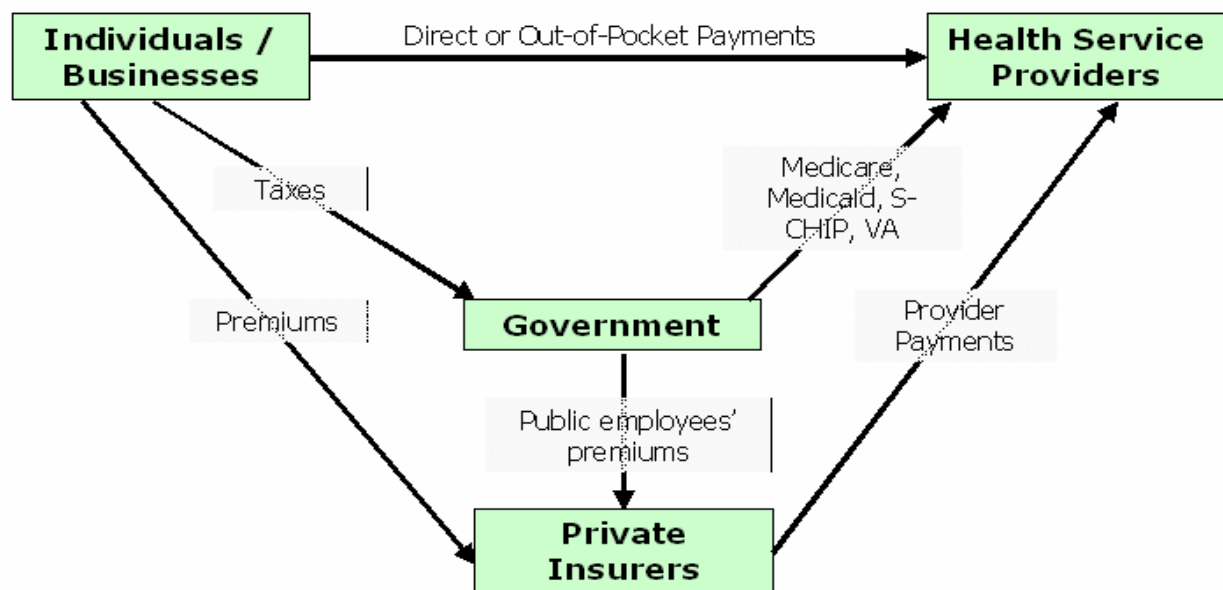 Individuals /
Businesses
Direct or Out-of-Pocket Payments
Health Service
Providers
Taxes
Medicare,
Medicaid, S-
CHIP, VA
Premiums
Government
Provider
Payments
Public employees’
premiums
Private
Insurers